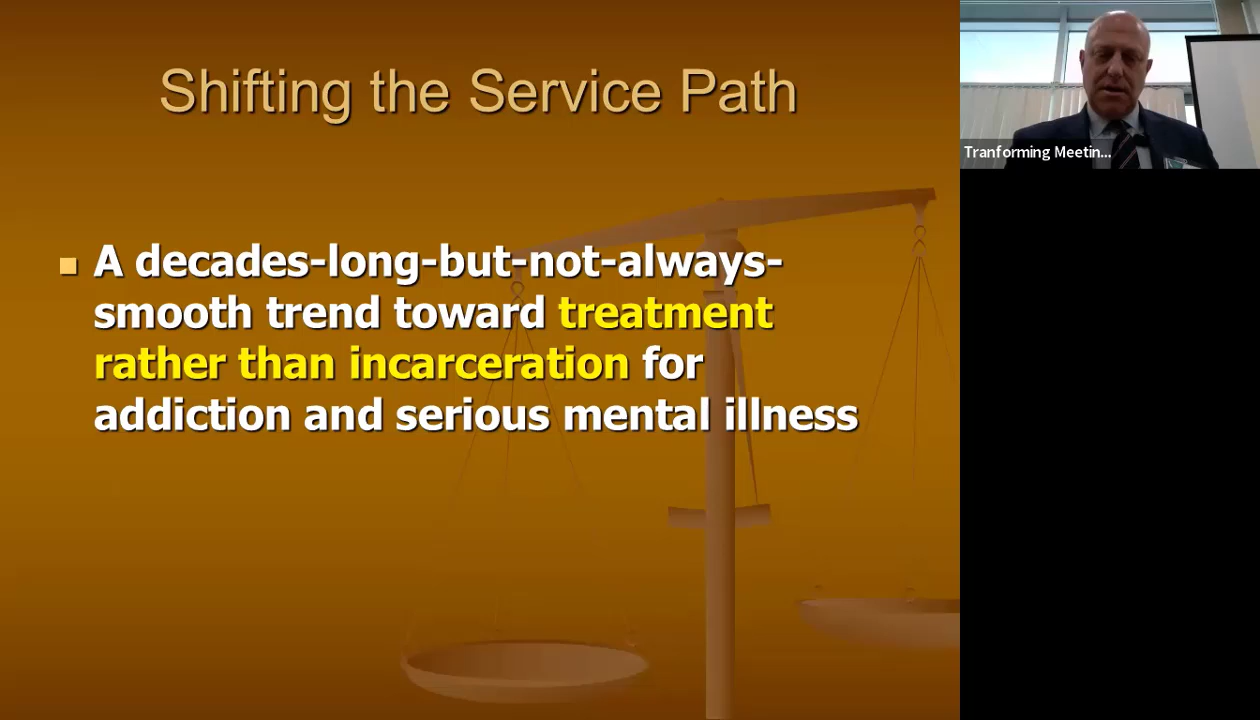 Shifting the Service Path
A decades-long-but-not-always-
smooth trend toward treatment
rather than incarceration for
addiction and serious mental illness
Tranforming Meetin...